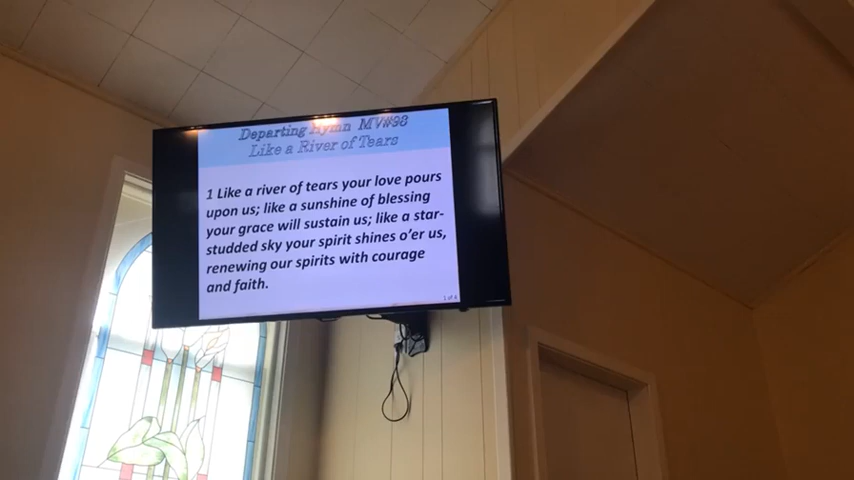 Departing Hymn MV#98
Like a River of Tears
1 Like a river of tears your love pours
upon us; like a sunshine of blessing
your grace will sustain us; like a star-
studded sky your spirit shines o'er us,
renewing our spirits with courage
and faith.
1 of 4